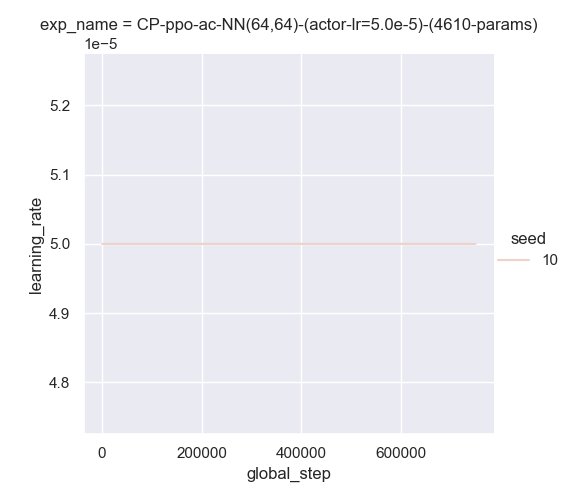 exp_name = CP-ppo-ac-NN(64,64)-(actor-lr=5.0e-5)-(4610-params)
1e−5
5.2
5.1
5.0
4.9
4.8
learning_rate
0 200000 400000 600000
global_step
seed
10